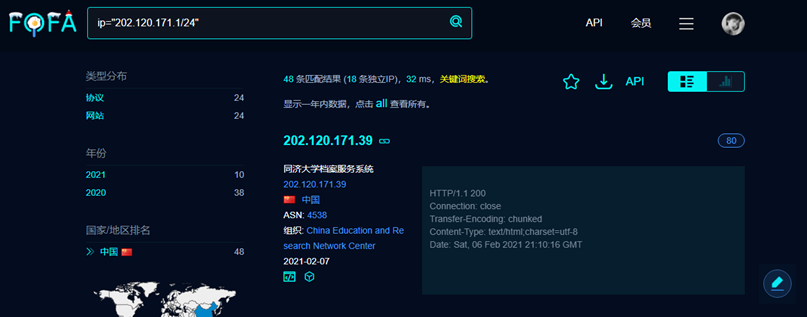 FOFA
ip="202.120.171.1/24"
API
会员
类型分布
协议 24
网站 24
年份
2021 10
2020 38
国家/地区排名
中国 48
48 条匹配结果 (18 条独立IP)，32 ms，关键词搜索。
API
显示一年内数据，点击 all 查看所有。
202.120.171.39
80
同济大学档案服务系统
202.120.171.39
中国
ASN: 4538
组织: China Education and Re
search Network Center
2021-02-07
HTTP/1.1 200
Connection: close
Transfer-Encoding: chunked
Content-Type: text/html;charset=utf-8
Date: Sat, 06 Feb 2021 21:10:16 GMT